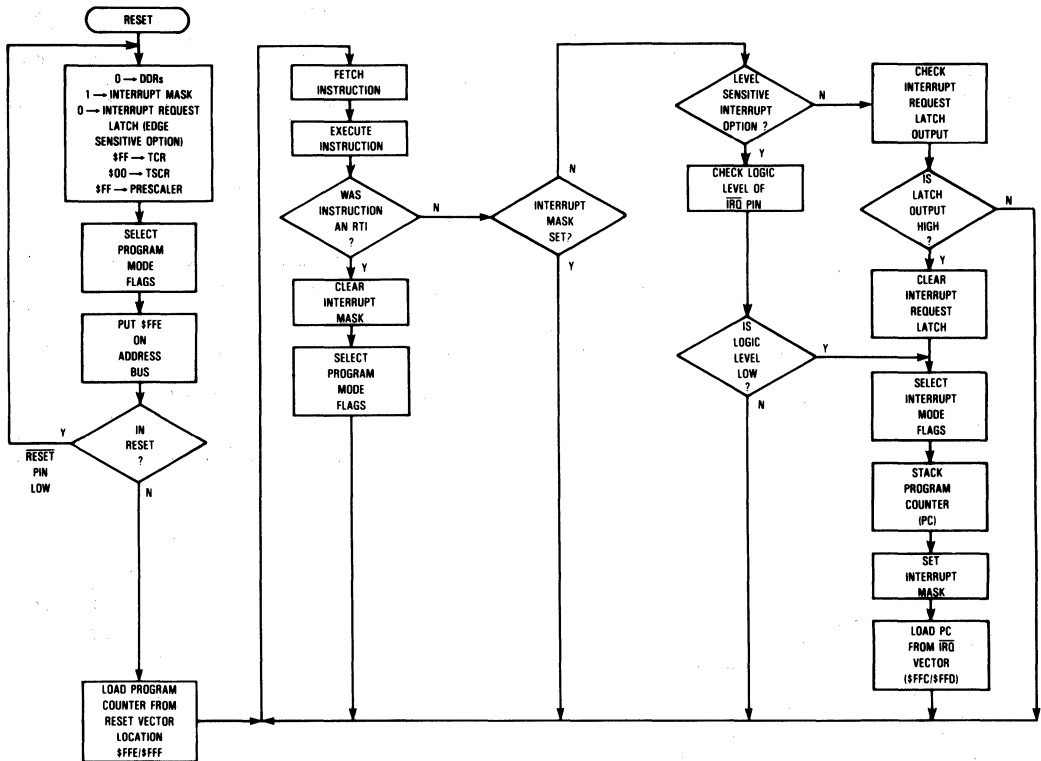 RESET
0 → DDRs
1 → INTERRUPT MASK
0 → INTERRUPT REQUEST
LATCH (EDGE
SENSITIVE OPTION)
$FF → TCR
$00 → TSCR
$FF → PRESCALER
SELECT
PROGRAM
MODE
FLAGS
PUT $FFE
ON
ADDRESS
BUS
IN
RESET
?
Y
RESET
PIN
LOW
N
LOAD PROGRAM
COUNTER FROM
RESET VECTOR
LOCATION
$FFE/$FFF
FETCH
INSTRUCTION
EXECUTE
INSTRUCTION
WAS
INSTRUCTION
AN RTI
?
N
Y
CLEAR
INTERRUPT
MASK
SELECT
PROGRAM
MODE
FLAGS
INTERRUPT
MASK
SET?
N
Y
LEVEL
SENSITIVE
INTERRUPT
OPTION ?
N
Y
CHECK LOGIC
LEVEL OF
IRQ PIN
IS
LOGIC
LEVEL
LOW
?
Y
N
CHECK
INTERRUPT
REQUEST
LATCH
OUTPUT
IS
LATCH
OUTPUT
HIGH
?
N
Y
CLEAR
INTERRUPT
REQUEST
LATCH
SELECT
INTERRUPT
MODE
FLAGS
STACK
PROGRAM
COUNTER
(PC)
SET
INTERRUPT
MASK
LOAD PC
FROM IRQ
VECTOR
($FFC/$FFD)